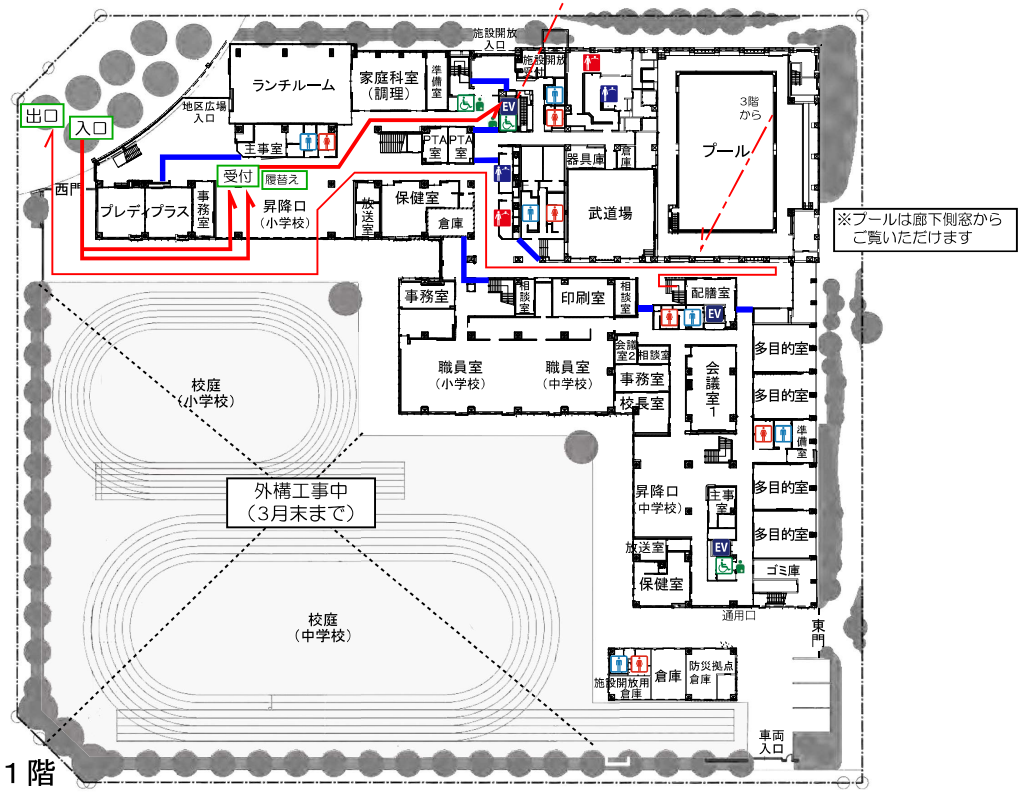 施設開放
入口
施設開放
受付
ランチルーム
家庭科室
(調理)
準備室
地区広場
入口
出口
入口
EV
3階
から
プール
主事室
PTA
室
PTA
室
器具庫
倉庫
受付
履替え
西門
プレディプラス
事務室
昇降口
(小学校)
放送室
保健室
倉庫
武道場
※プールは廊下側窓から
ご覧いただけます
事務室
相談室
印刷室
相談室
配膳室
EV
職員室
(小学校)
職員室
(中学校)
会議
室2
相談室
事務室
校長室
会議室1
多目的室
多目的室
準備室
校庭
(小学校)
外構工事中
(3月末まで)
昇降口
(中学校)
主事
室
多目的室
多目的室
放送室
EV
保健室
ゴミ庫
通用口
東門
校庭
(中学校)
施設開放用
倉庫
倉庫
防災拠点
倉庫
車両
入口
1階